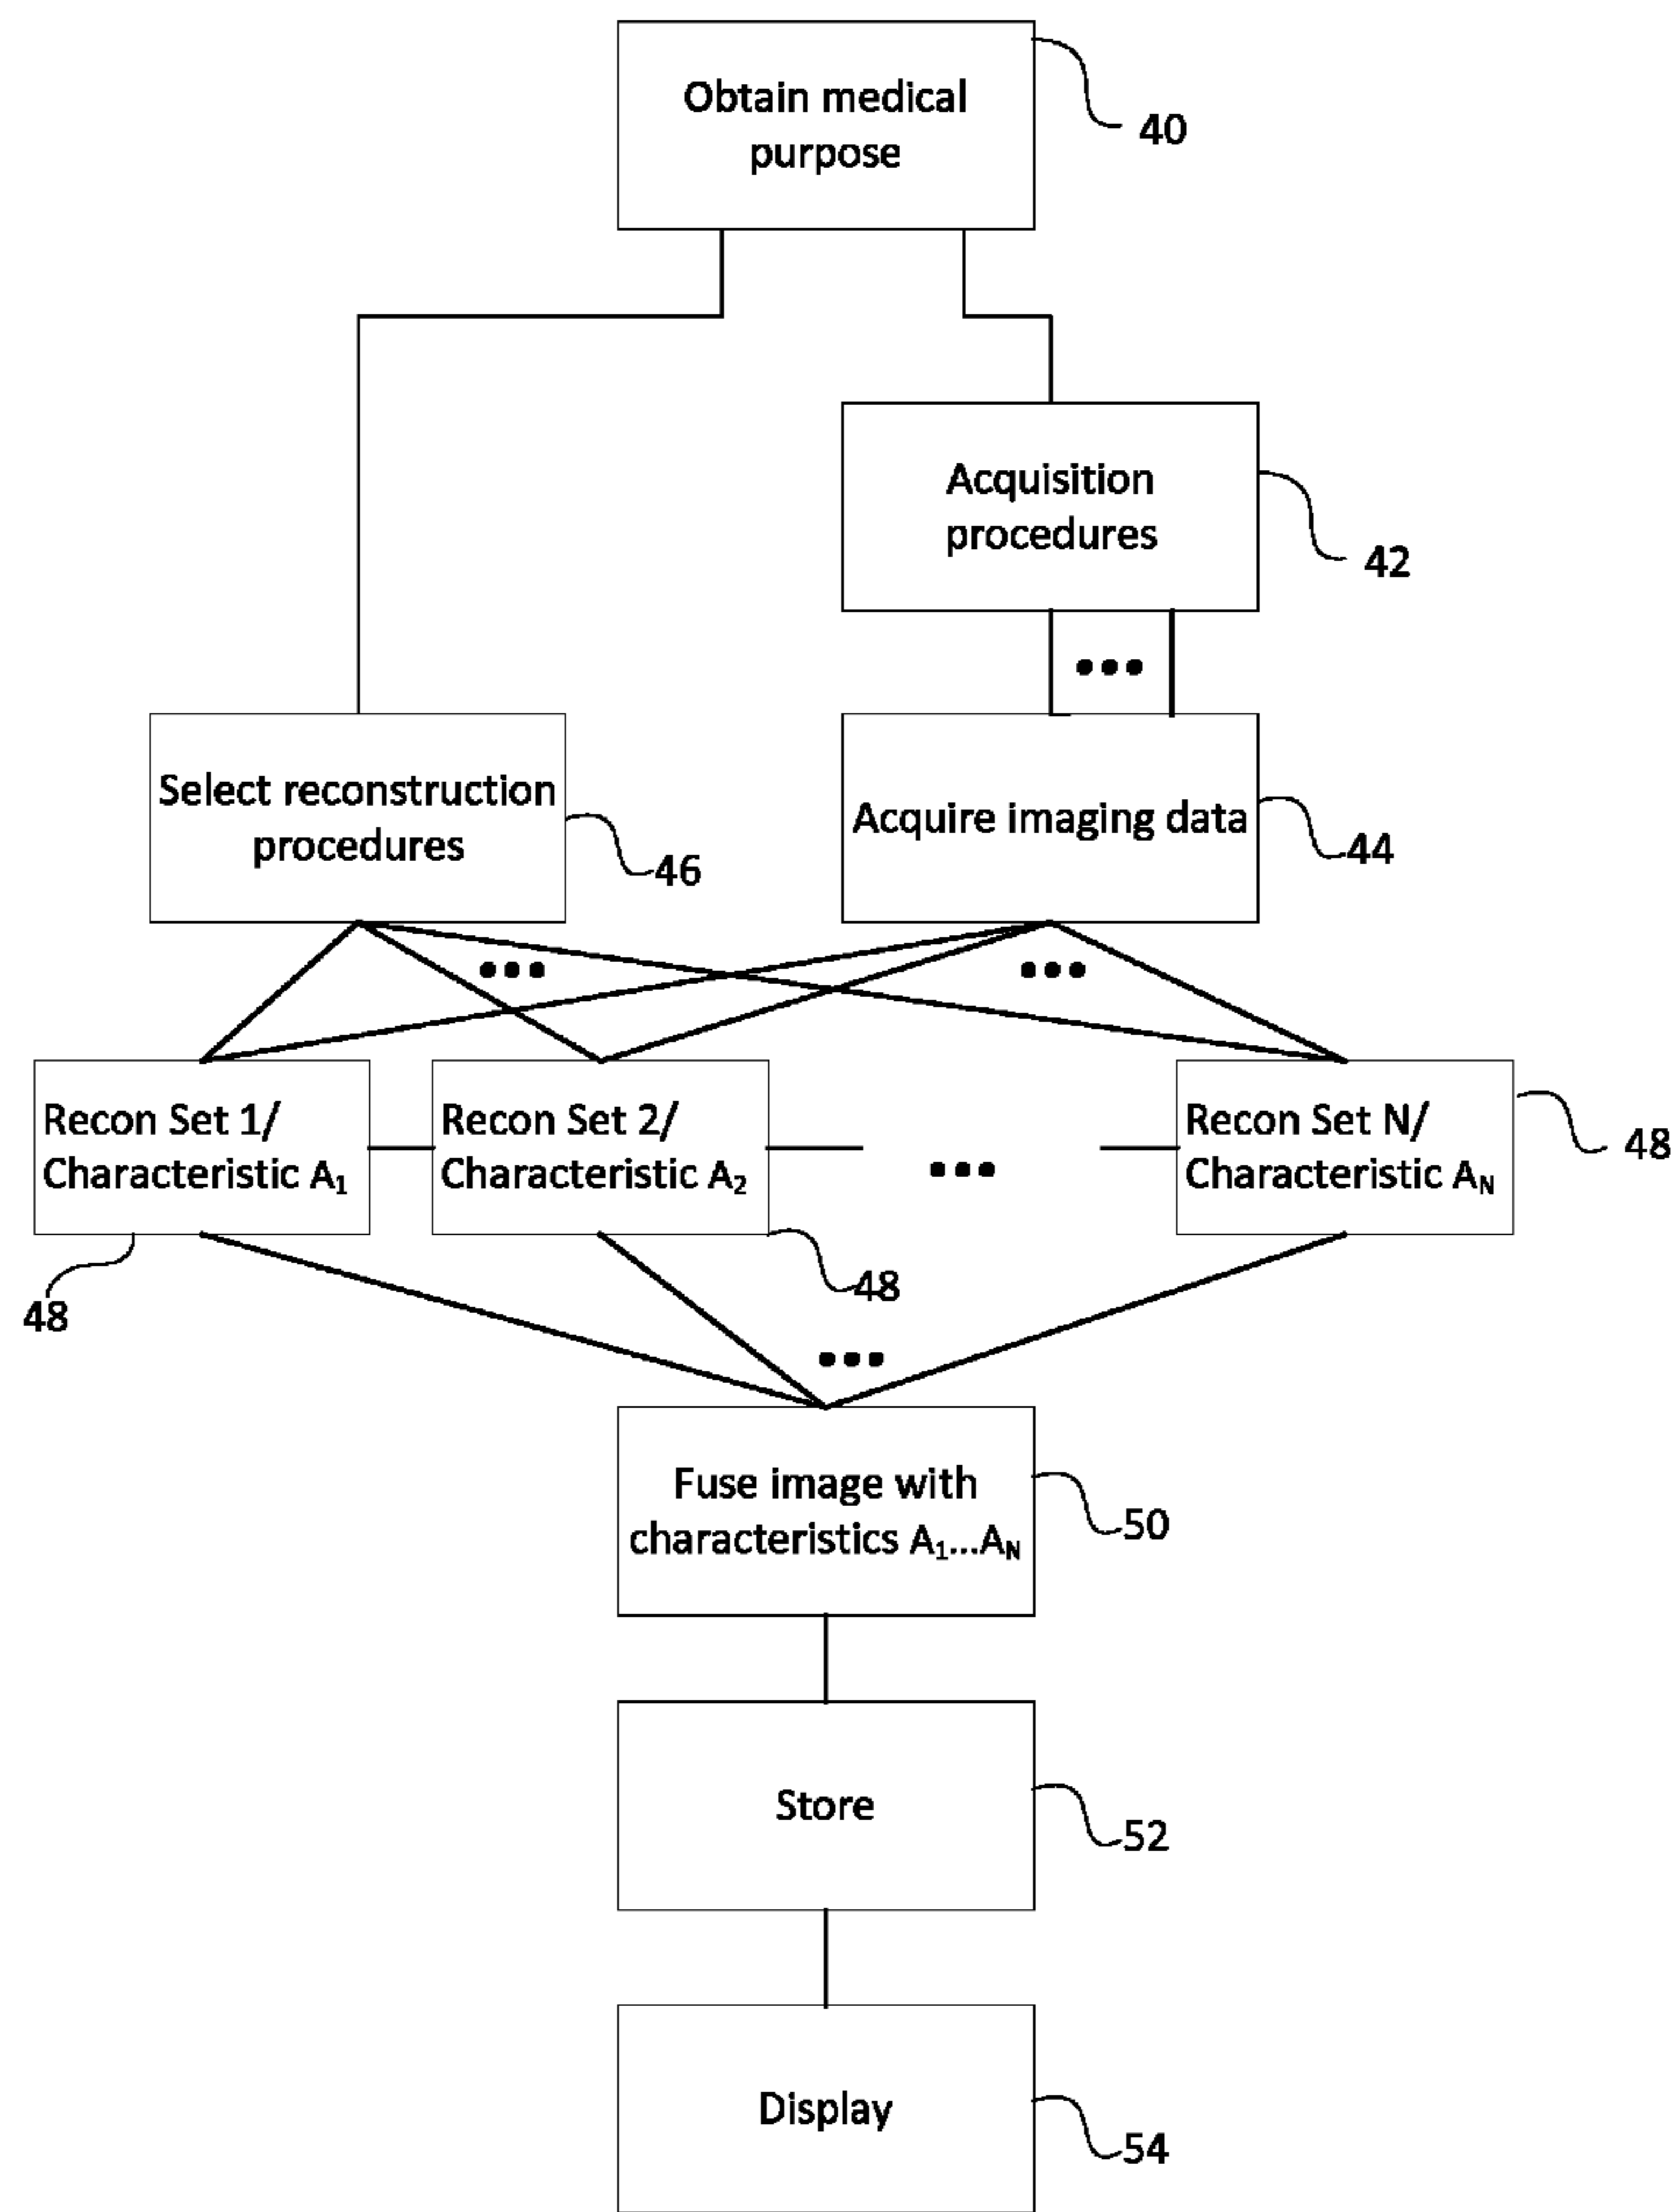 Obtain medical
purpose
40
Acquisition
procedures
42
Select reconstruction
procedures
46
Acquire imaging data
44
Recon Set 1/
Characteristic A₁
48
Recon Set 2/
Characteristic A₂
48
Recon Set N/
Characteristic Aₙ
48
Fuse image with
characteristics A₁...Aₙ
50
Store
52
Display
54